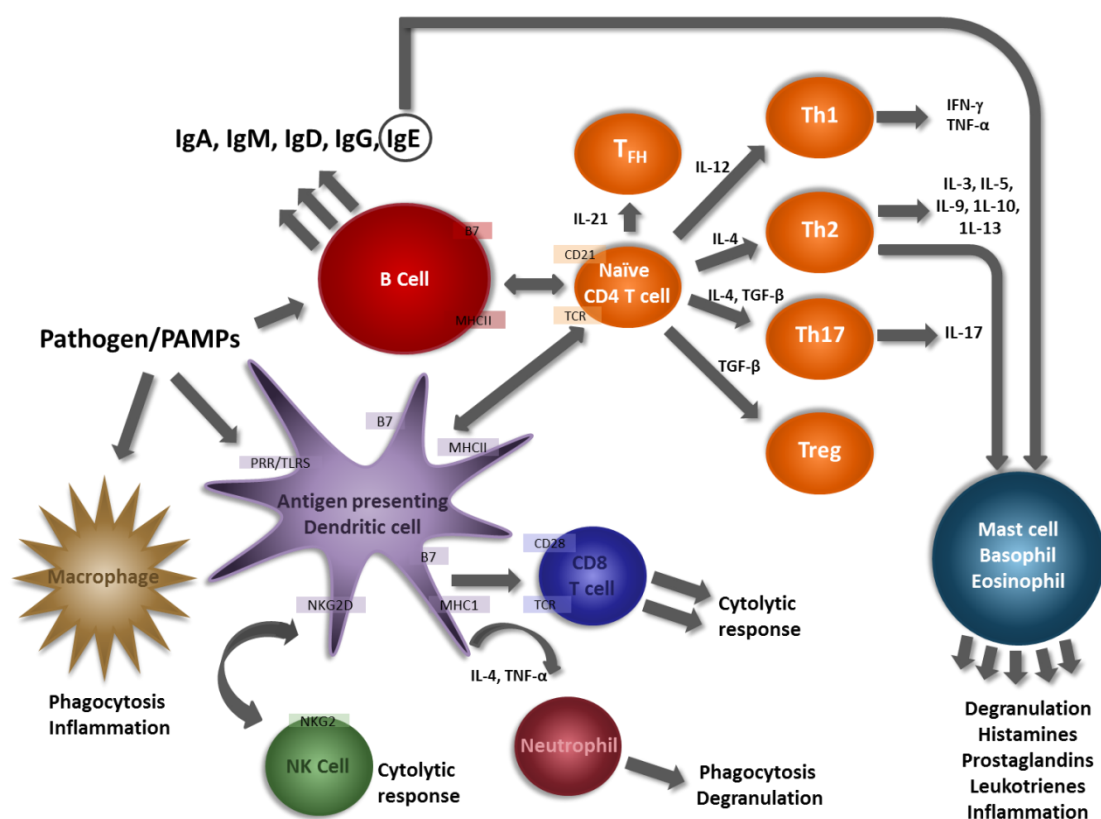 IgA, IgM, IgD, IgG, IgE
Th1
IFN-γ
TNF-α
TFH
IL-12
IL-21
IL-4
Th2
IL-3, IL-5,
IL-9, 1L-10,
1L-13
B7
B Cell
MHCII
CD21
Naïve
CD4 T cell
TCR
IL-4, TGF-β
Th17
IL-17
TGF-β
Treg
Pathogen/PAMPs
B7
MHCII
PRR/TLRS
Antigen presenting
Dendritic cell
B7
MHC1
NKG2D
Macrophage
Phagocytosis
Inflammation
CD28
CD8
T cell
TCR
Cytolytic
response
IL-4, TNF-α
NKG2
NK Cell
Cytolytic
response
Neutrophil
Phagocytosis
Degranulation
Mast cell
Basophil
Eosinophil
Degranulation
Histamines
Prostaglandins
Leukotrienes
Inflammation